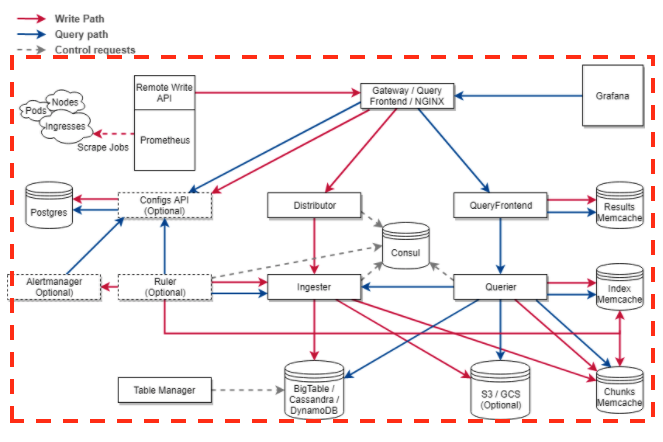 Write Path
Query path
Control requests
Remote Write
API
Prometheus
Gateway / Query
Frontend / NGINX
Grafana
Nodes
Pods
Ingresses
Scrape Jobs
Postgres
Configs API
(Optional)
Distributor
QueryFrontend
Results
Memcache
Consul
Alertmanager
Optional)
Ruler
(Optional)
Ingester
Querier
Index
Memcache
Table Manager
BigTable /
Cassandra /
DynamoDB
S3 / GCS
(Optional)
Chunks
Memcache